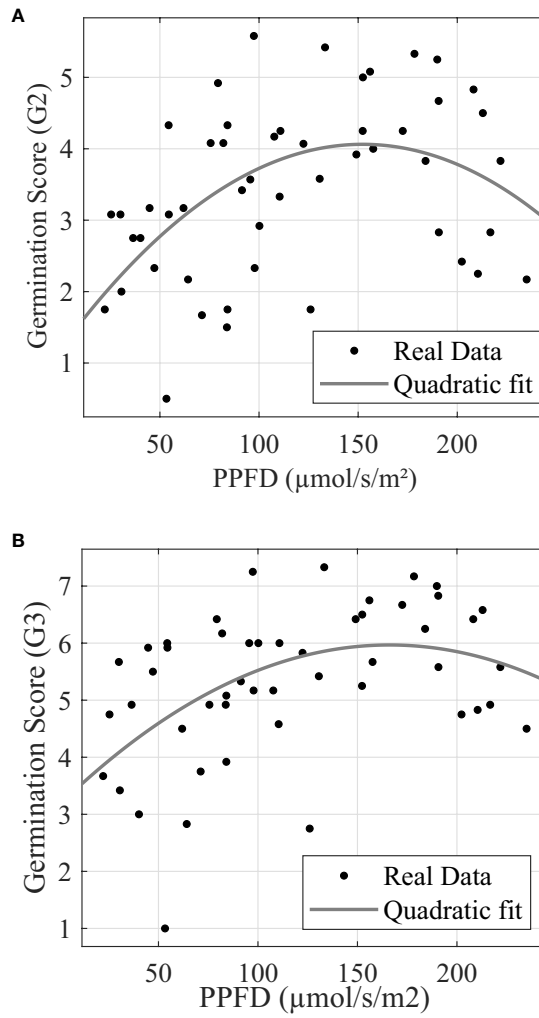 A
Germination Score (G2)
5
4
3
2
1
Real Data
Quadratic fit
50 100 150 200
PPFD (µmol/s/m²)
B
Germination Score (G3)
7
6
5
4
3
2
1
Real Data
Quadratic fit
50 100 150 200
PPFD (µmol/s/m2)